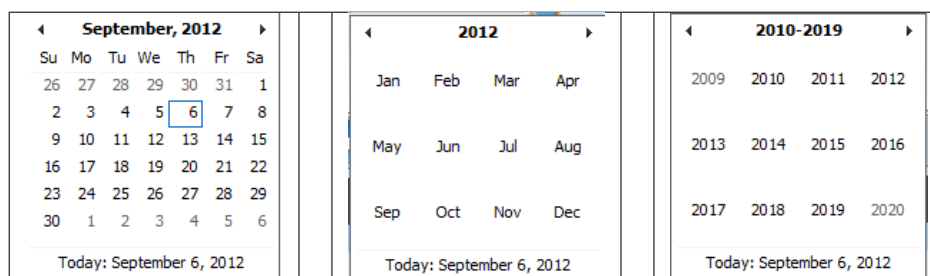 September, 2012
Su Mo Tu We Th Fr Sa
26 27 28 29 30 31 1
2 3 4 5 6 7 8
9 10 11 12 13 14 15
16 17 18 19 20 21 22
23 24 25 26 27 28 29
30 1 2 3 4 5 6
Today: September 6, 2012
2012
Jan Feb Mar Apr
May Jun Jul Aug
Sep Oct Nov Dec
Today: September 6, 2012
2010-2019
2009 2010 2011 2012
2013 2014 2015 2016
2017 2018 2019 2020
Today: September 6, 2012